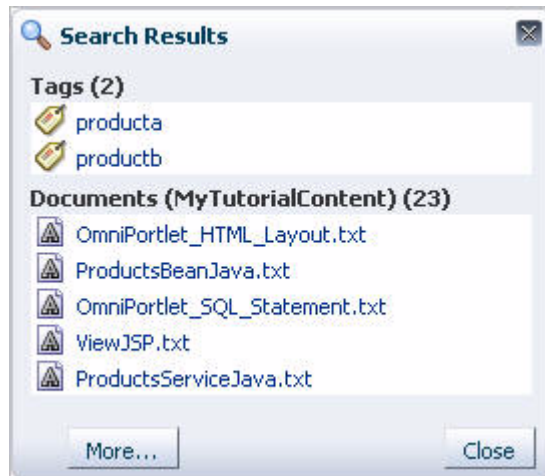 Search Results
Tags (2)
producta
productb
Documents (MyTutorialContent) (23)
OmniPortlet_HTML_Layout.txt
ProductsBeanJava.txt
OmniPortlet_SQL_Statement.txt
ViewJSP.txt
ProductsServiceJava.txt
More... Close